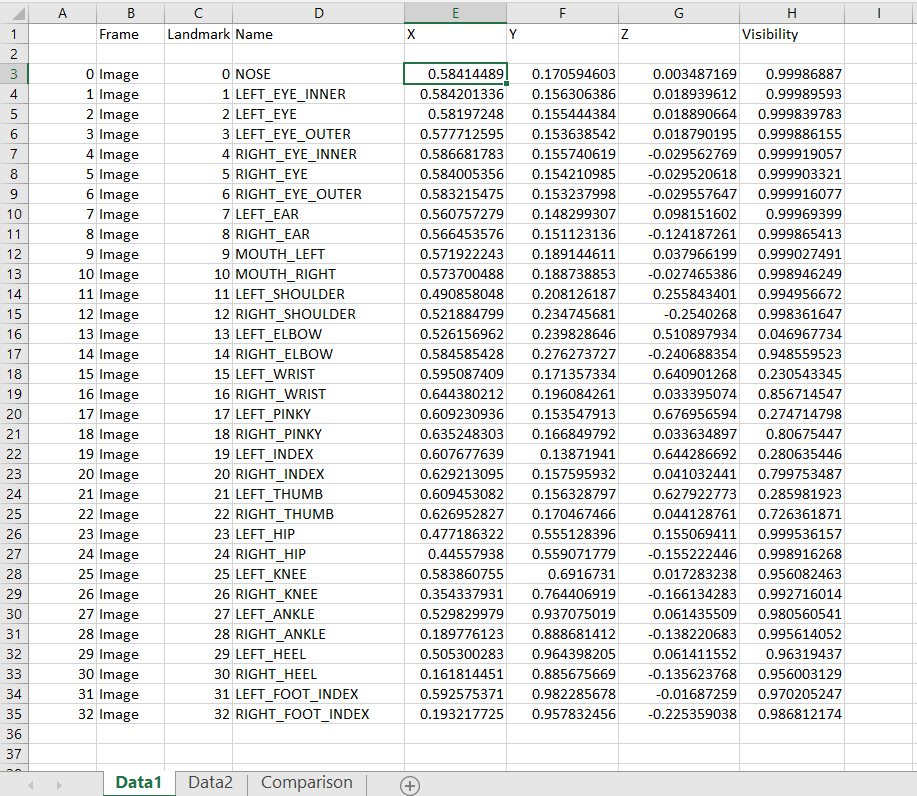 A B C D E F G H I
1 Frame Landmark Name X Y Z Visibility
2
3 0 Image 0 NOSE 0.58414489 0.170594603 0.003487169 0.99986887
4 1 Image 1 LEFT_EYE_INNER 0.584201336 0.156306386 0.018939612 0.99989593
5 2 Image 2 LEFT_EYE 0.58197248 0.155444384 0.018890664 0.999839783
6 3 Image 3 LEFT_EYE_OUTER 0.577712595 0.153638542 0.018790195 0.999886155
7 4 Image 4 RIGHT_EYE_INNER 0.586681783 0.155740619 -0.029562769 0.999919057
8 5 Image 5 RIGHT_EYE 0.584005356 0.154210985 -0.029520618 0.999903321
9 6 Image 6 RIGHT_EYE_OUTER 0.583215475 0.153237998 -0.029557647 0.999916077
10 7 Image 7 LEFT_EAR 0.560757279 0.148299307 0.098151602 0.99969399
11 8 Image 8 RIGHT_EAR 0.566453576 0.151123136 -0.124187261 0.999865413
12 9 Image 9 MOUTH_LEFT 0.571922243 0.189144611 0.037966199 0.999027491
13 10 Image 10 MOUTH_RIGHT 0.573700488 0.188738853 -0.027465386 0.998946249
14 11 Image 11 LEFT_SHOULDER 0.490858048 0.208126187 0.255843401 0.994956672
15 12 Image 12 RIGHT_SHOULDER 0.521884799 0.234745681 -0.2540268 0.998361647
16 13 Image 13 LEFT_ELBOW 0.526156962 0.239828646 0.510897934 0.046967734
17 14 Image 14 RIGHT_ELBOW 0.584585428 0.276273727 -0.240688354 0.948559523
18 15 Image 15 LEFT_WRIST 0.595087409 0.171357334 0.640901268 0.230543345
19 16 Image 16 RIGHT_WRIST 0.644380212 0.196084261 0.033395074 0.856714547
20 17 Image 17 LEFT_PINKY 0.609230936 0.153547913 0.676956594 0.274714798
21 18 Image 18 RIGHT_PINKY 0.635248303 0.166849792 0.033634897 0.80675447
22 19 Image 19 LEFT_INDEX 0.607677639 0.13871941 0.644286692 0.280635446
23 20 Image 20 RIGHT_INDEX 0.629213095 0.157595932 0.041032441 0.799753487
24 21 Image 21 LEFT_THUMB 0.609453082 0.156328797 0.627922773 0.285981923
25 22 Image 22 RIGHT_THUMB 0.626952827 0.170467466 0.044128761 0.726361871
26 23 Image 23 LEFT_HIP 0.477186322 0.555128396 0.155069411 0.999536157
27 24 Image 24 RIGHT_HIP 0.44557938 0.559071779 -0.155222446 0.998916268
28 25 Image 25 LEFT_KNEE 0.583860755 0.6916731 0.017283238 0.956082463
29 26 Image 26 RIGHT_KNEE 0.354337931 0.764406919 -0.166134283 0.992716014
30 27 Image 27 LEFT_ANKLE 0.529829979 0.937075019 0.061435509 0.980560541
31 28 Image 28 RIGHT_ANKLE 0.189776123 0.888681412 -0.138220683 0.995614052
32 29 Image 29 LEFT_HEEL 0.505300283 0.964398205 0.061411552 0.96319437
33 30 Image 30 RIGHT_HEEL 0.161814451 0.885675669 -0.135623768 0.956003129
34 31 Image 31 LEFT_FOOT_INDEX 0.592575371 0.982285678 -0.01687259 0.970205247
35 32 Image 32 RIGHT_FOOT_INDEX 0.193217725 0.957832456 -0.225359038 0.986812174
36
37
Data1 Data2 Comparison